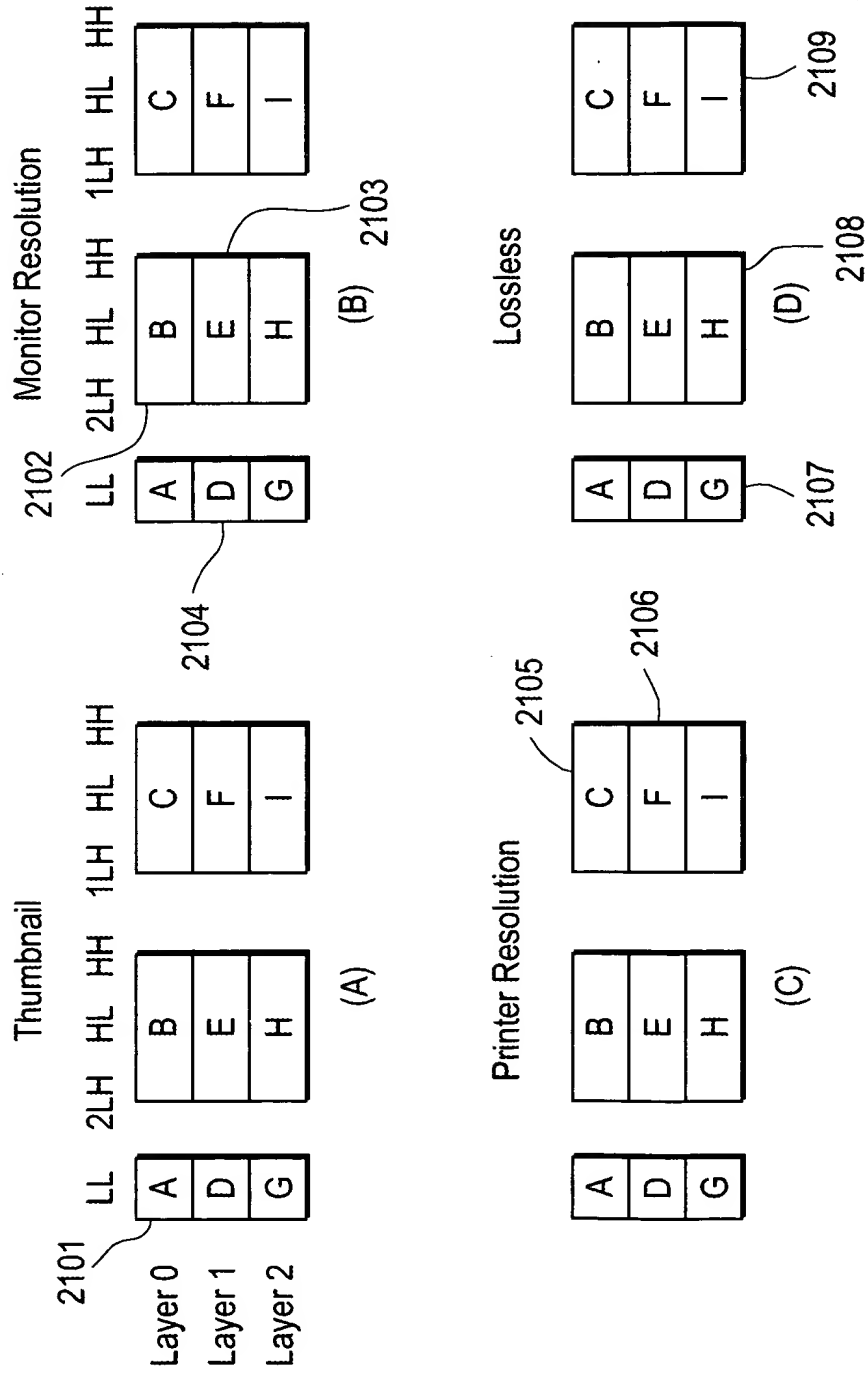 Thumbnail
LL 2LH HL HH 1LH HL HH
2101
Layer 0 A B C
Layer 1 D E F
Layer 2 G H I
(A)
Monitor Resolution
2102
LL 2LH HL HH 1LH HL HH
A B C
D E F
G H I
2104
2103
(B)
Printer Resolution
2105
A B C
D E F
G H I
2106
(C)
Lossless
A B C
D E F
G H I
2107
2108
2109
(D)